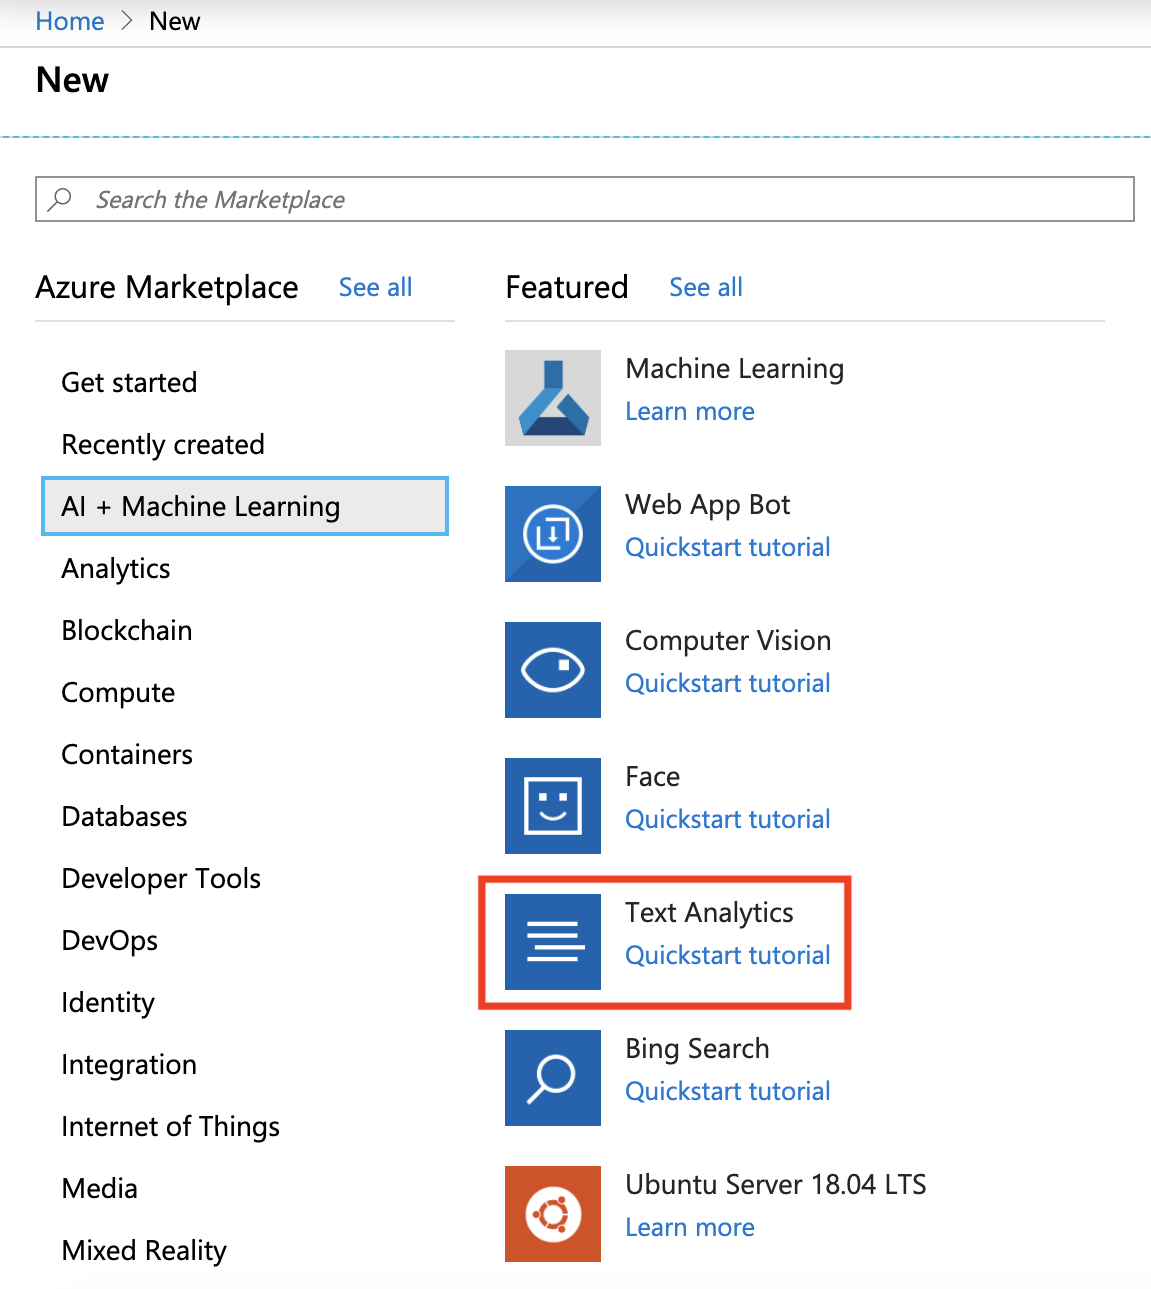 Home > New
New
Search the Marketplace
Azure Marketplace See all
Get started
Recently created
AI + Machine Learning
Analytics
Blockchain
Compute
Containers
Databases
Developer Tools
DevOps
Identity
Integration
Internet of Things
Media
Mixed Reality
Featured See all
Machine Learning
Learn more
Web App Bot
Quickstart tutorial
Computer Vision
Quickstart tutorial
Face
Quickstart tutorial
Text Analytics
Quickstart tutorial
Bing Search
Quickstart tutorial
Ubuntu Server 18.04 LTS
Learn more